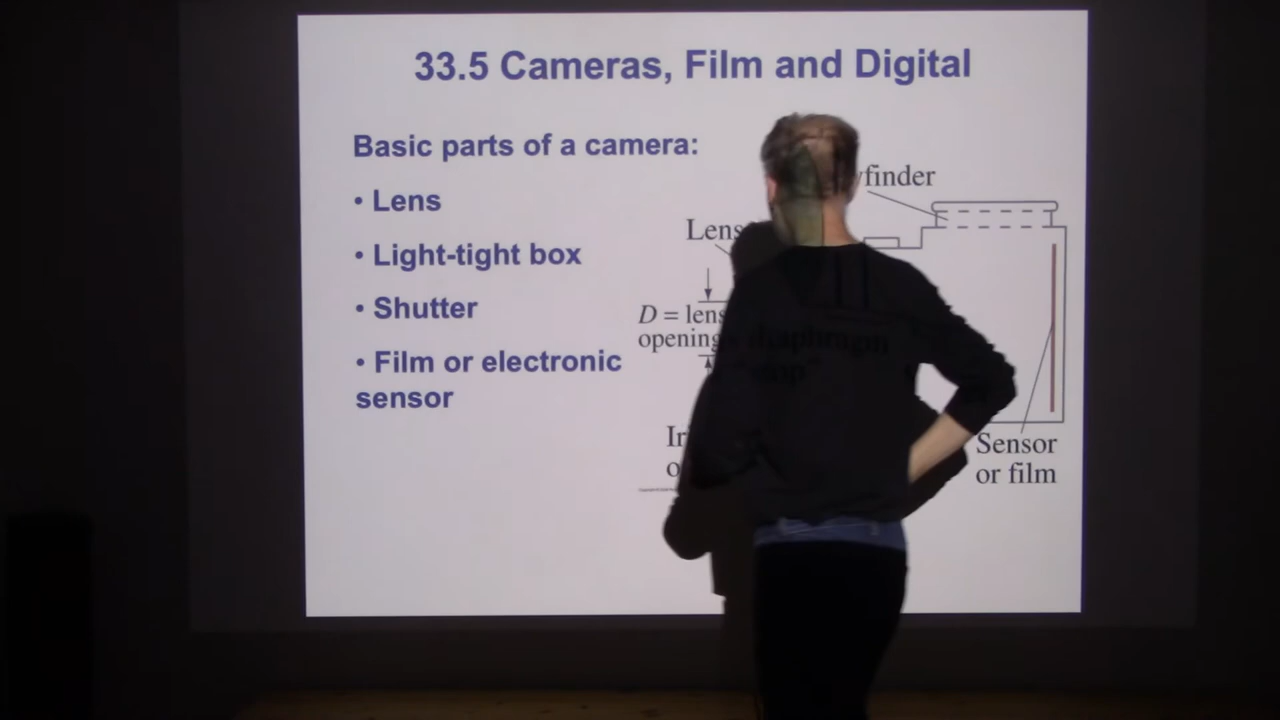 33.5 Cameras, Film and Digital
Basic parts of a camera:
• Lens
• Light-tight box
• Shutter
• Film or electronic
sensor
finder
Lens
D = lens
opening
diaphragm
Sensor
or film